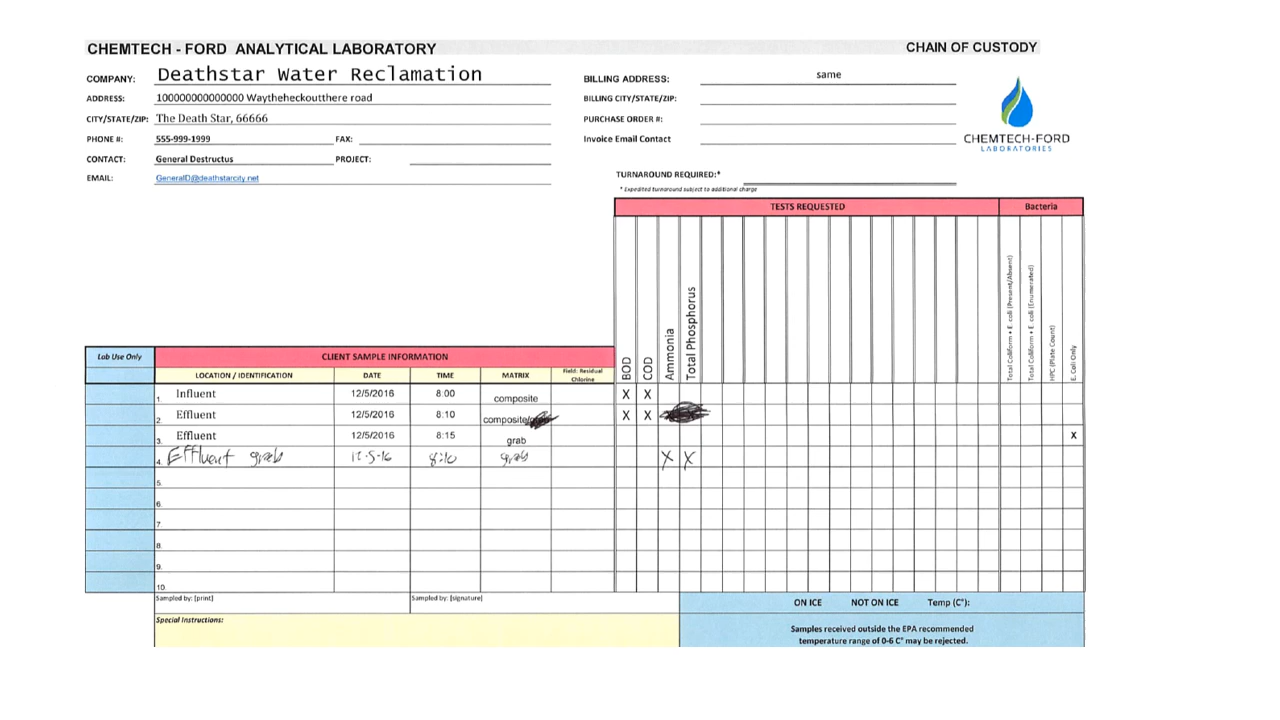 CHEMTECH - FORD ANALYTICAL LABORATORY
CHAIN OF CUSTODY
COMPANY: Deathstar Water Reclamation
ADDRESS: 100000000000000 Waytheheckoutthere road
CITY/STATE/ZIP: The Death Star, 66666
PHONE #: 555-999-1999 FAX:
CONTACT: General Destructus PROJECT:
EMAIL: GeneralD@deathstarcity.net
BILLING ADDRESS: same
BILLING CITY/STATE/ZIP:
PURCHASE ORDER #:
Invoice Email Contact
CHEMTECH-FORD
LABORATORIES
TURNAROUND REQUIRED:*
* Expedited turnaround subject to additional charge
TESTS REQUESTED Bacteria
BOD
COD
Ammonia
Total Phosphorus
Total Coliform + E. coli (Present/Absent)
Total Coliform + E. coli (Enumerated)
HPC (Plate Count)
E. Coli Only
Lab Use Only CLIENT SAMPLE INFORMATION
LOCATION / IDENTIFICATION DATE TIME MATRIX Field: Residual Chlorine
1. Influent 12/5/2016 8:00 composite X X
2. Effluent 12/5/2016 8:10 composite/ X X
3. Effluent 12/5/2016 8:15 grab X
4. Effluent grab 12-5-16 8:10 grab X X
5.
6.
7.
8.
9.
10.
Sampled by: [print] Sampled by: [signature] ON ICE NOT ON ICE Temp (C°):
Special Instructions:
Samples received outside the EPA recommended
temperature range of 0-6 C° may be rejected.